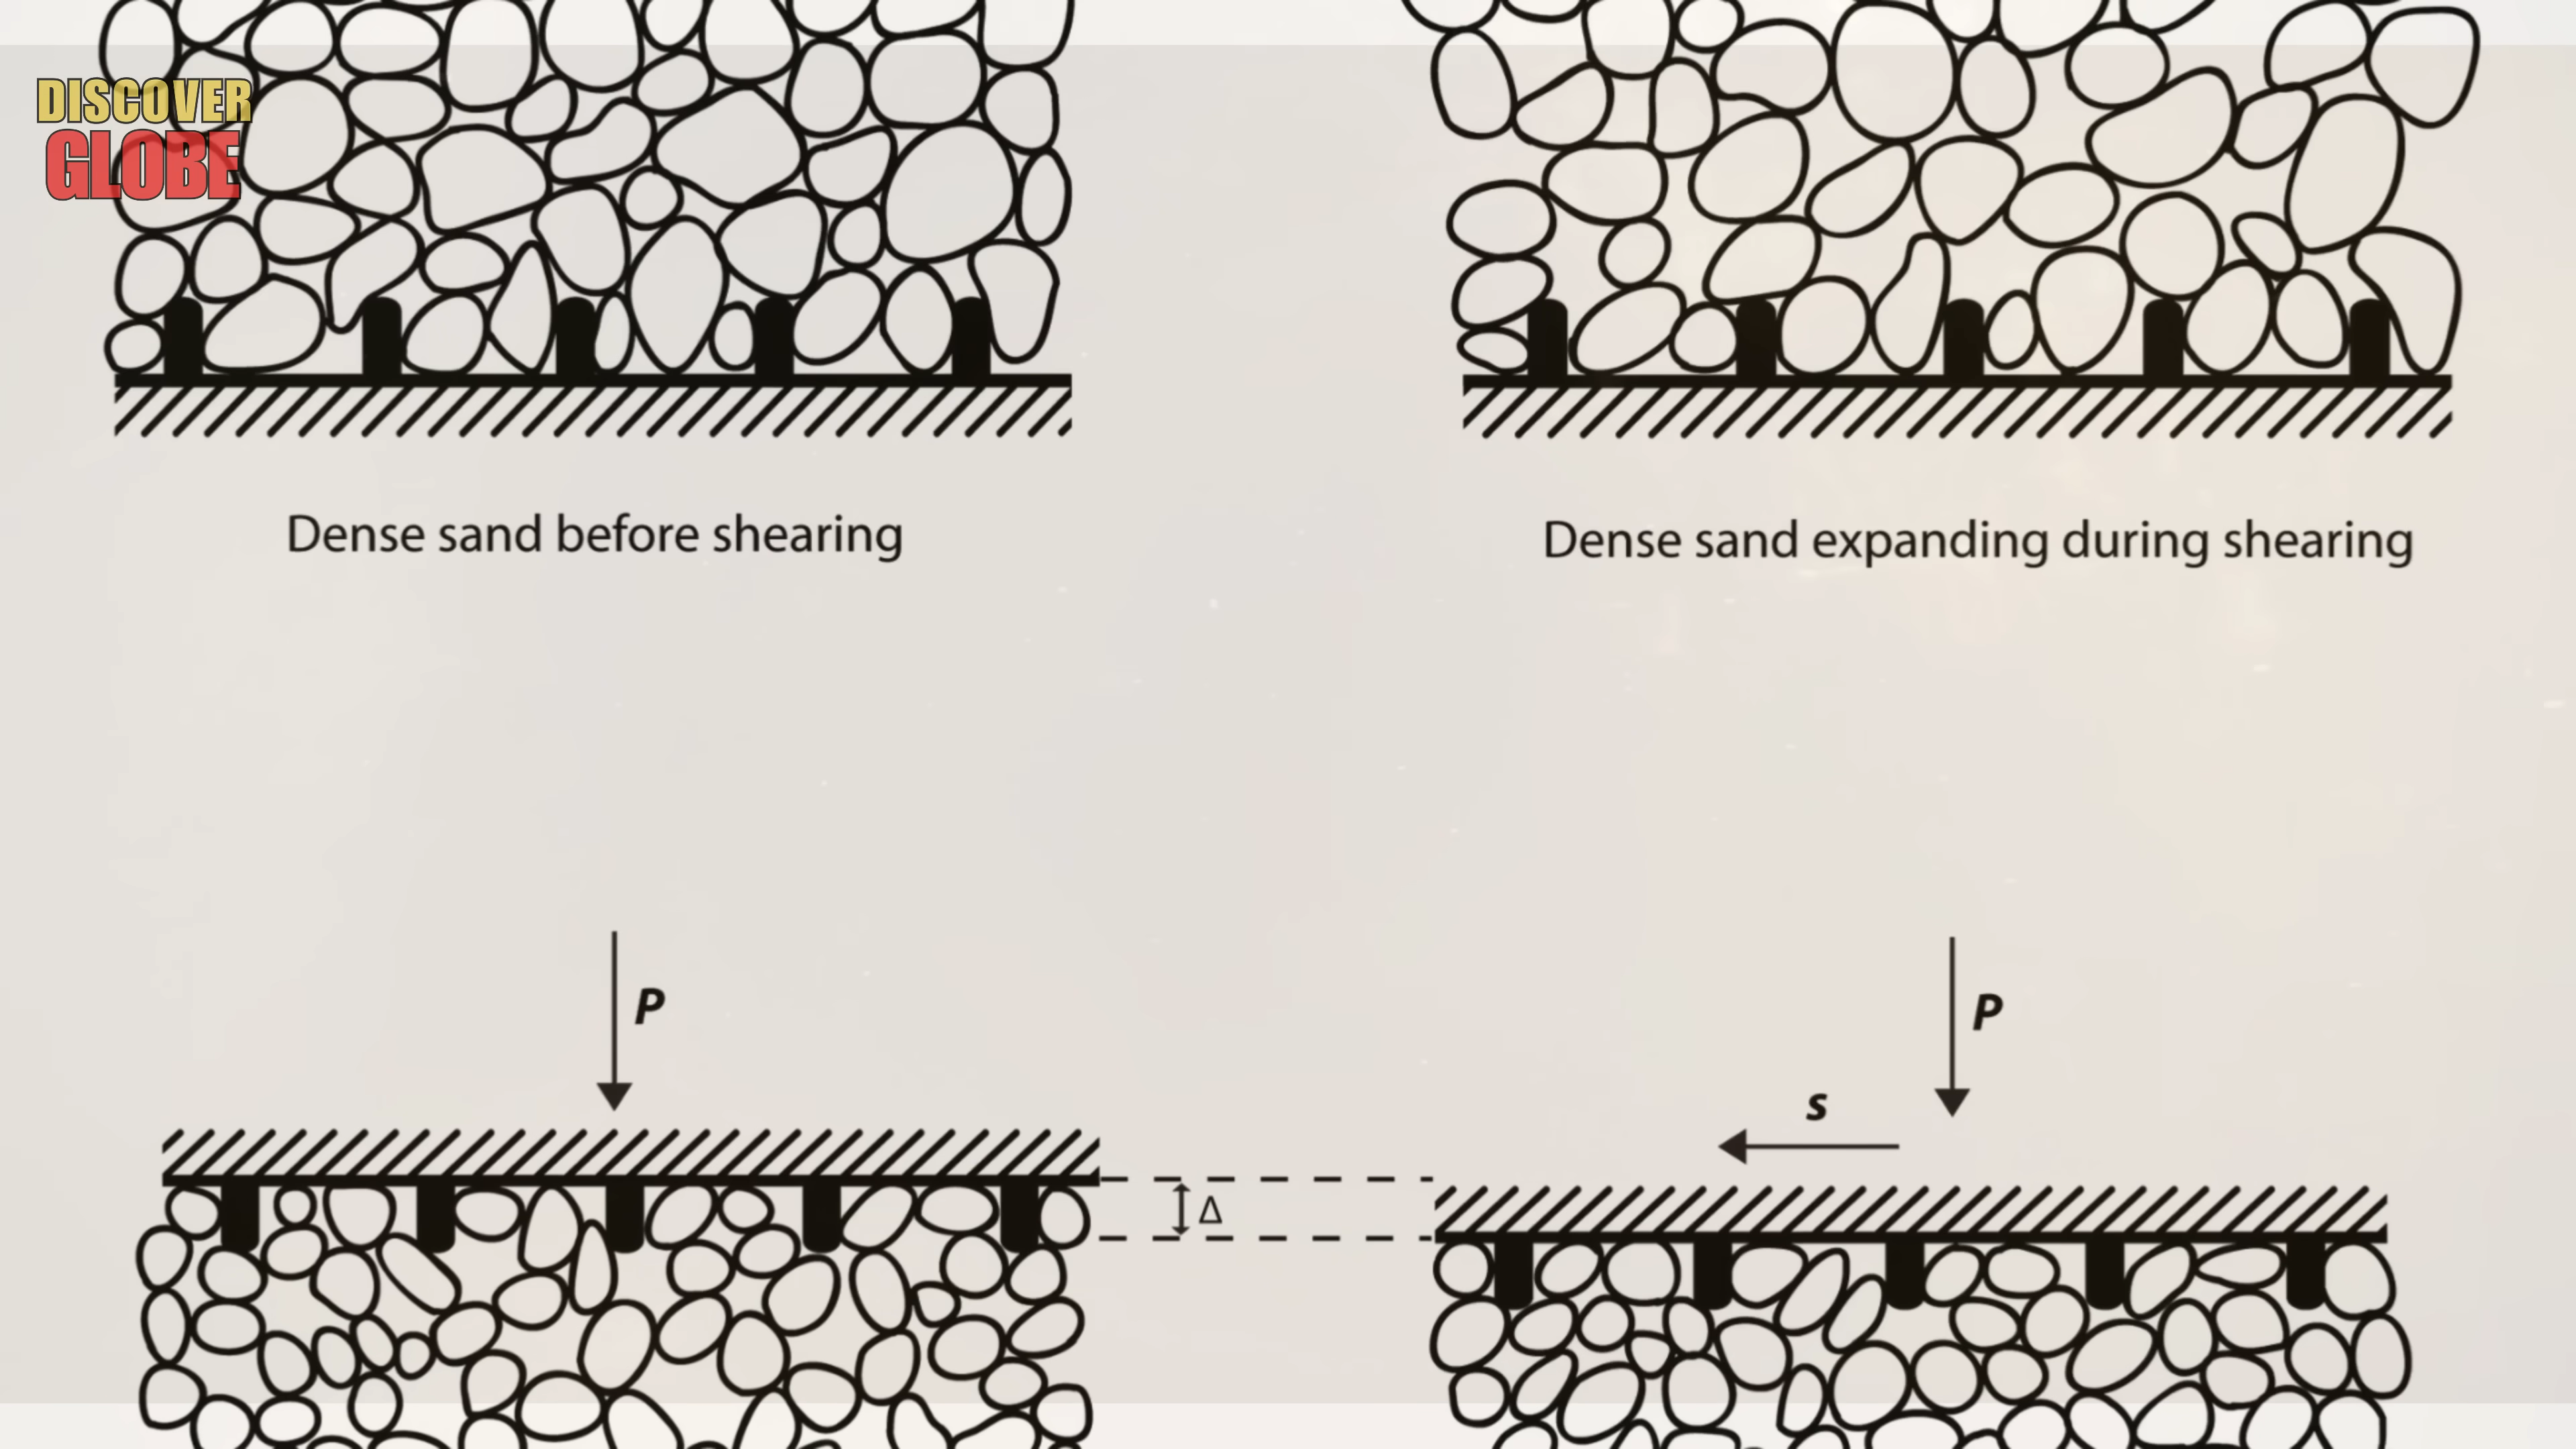 DISCOVER
GLOBE
Dense sand before shearing
Dense sand expanding during shearing
P
P
s
Δ